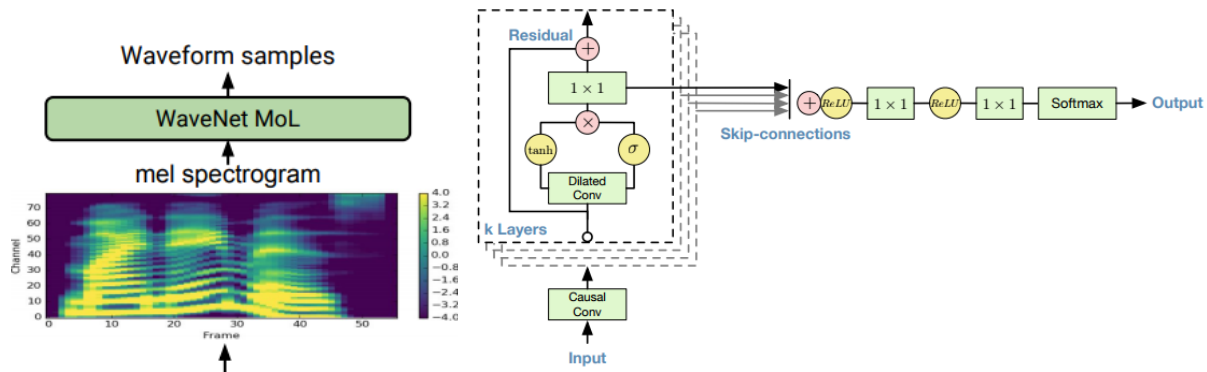 Waveform samples
WaveNet MoL
mel spectrogram
Channel
70
60
50
40
30
20
10
0
0 10 20 30 40 50
Frame
4.0
3.2
2.4
1.6
0.8
0.0
−0.8
−1.6
−2.4
−3.2
−4.0
Residual
+
1 × 1
×
tanh
σ
Dilated
Conv
k Layers
Causal
Conv
Input
Skip-connections
+
ReLU
1 × 1
ReLU
1 × 1
Softmax
Output